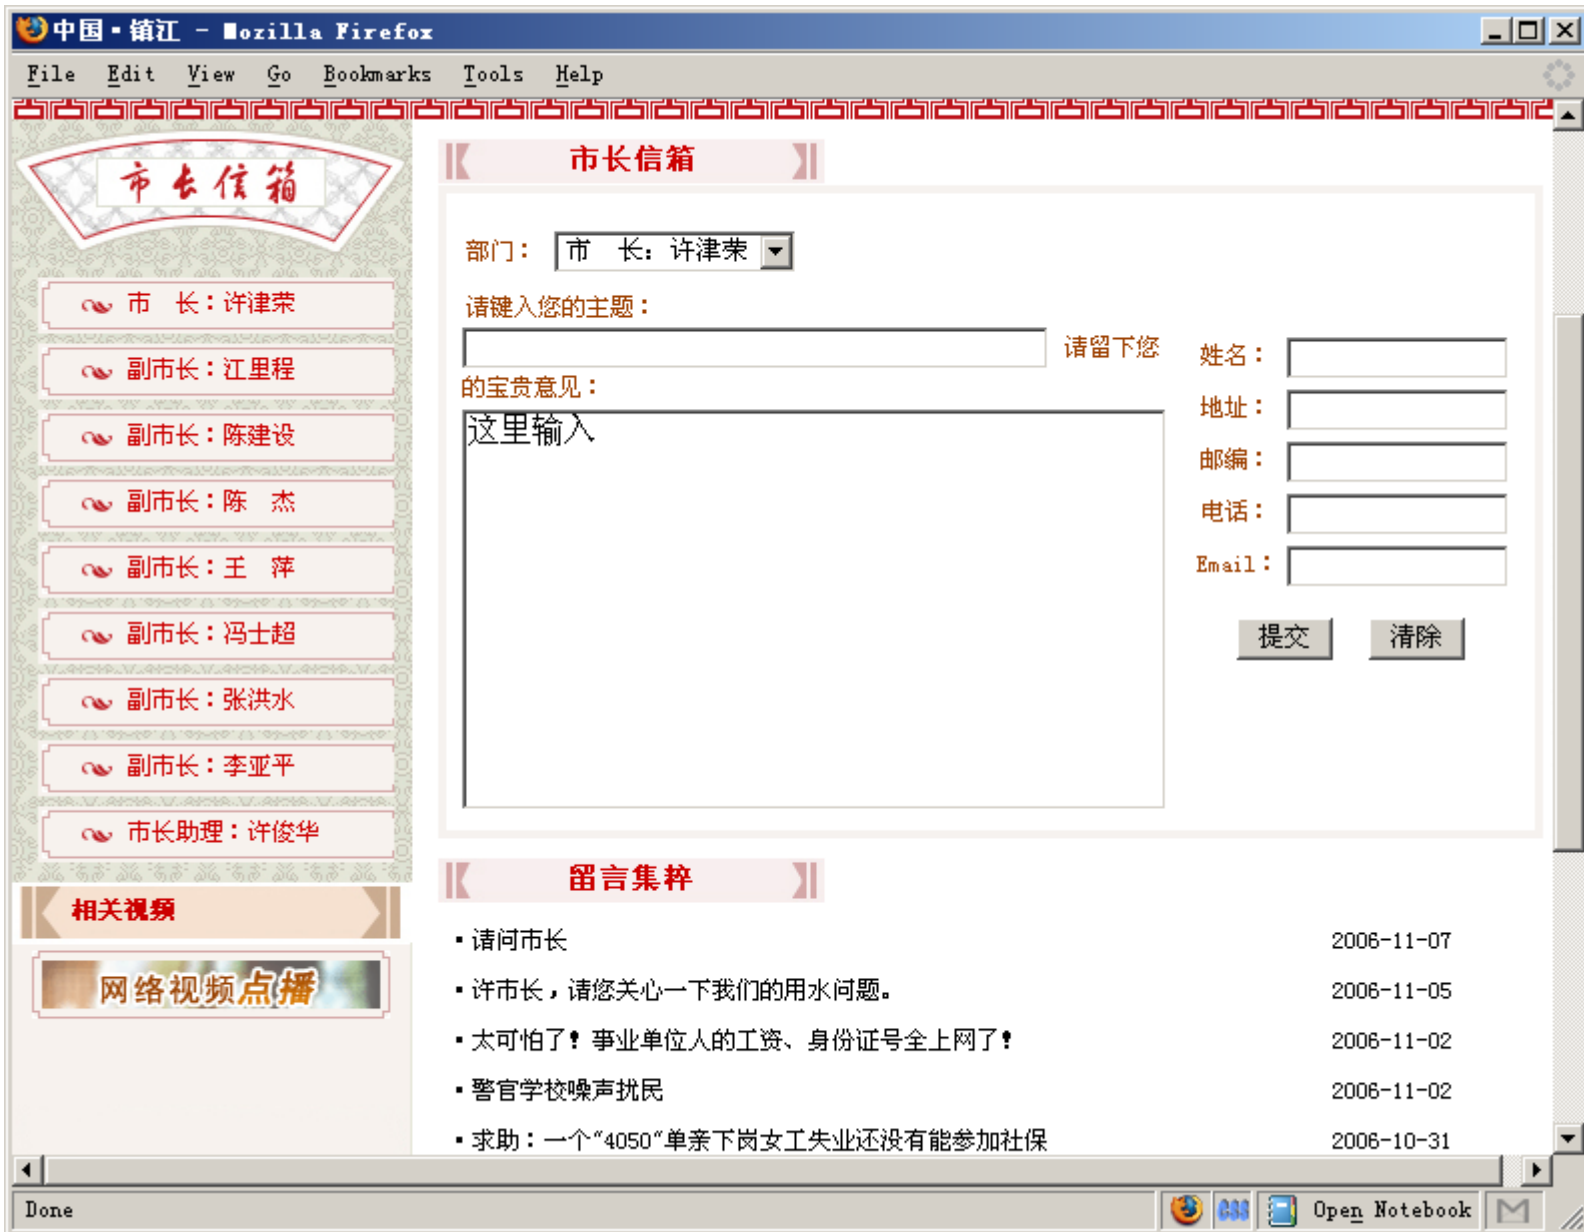 中国 - 镇江 - Mozilla Firefox
File Edit View Go Bookmarks Tools Help
市长信箱
市 长：许津荣
副市长：江里程
副市长：陈建设
副市长：陈 杰
副市长：王 萍
副市长：冯士超
副市长：张洪水
副市长：李亚平
市长助理：许俊华
相关视频
网络视频点播
市长信箱
部门： 市 长：许津荣
请键入您的主题：
请留下您
的宝贵意见：
这里输入
姓名：
地址：
邮编：
电话：
Email：
提交 清除
留言集粹
▪请问市长 2006-11-07
▪许市长，请您关心一下我们的用水问题。 2006-11-05
▪太可怕了！事业单位人的工资、身份证号全上网了！ 2006-11-02
▪警官学校噪声扰民 2006-11-02
▪求助：一个"4050"单亲下岗女工失业还没有能参加社保 2006-10-31
Done CSS Open Notebook